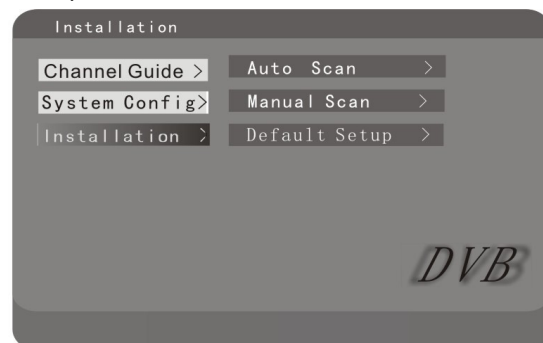 Installation
Channel Guide >
System Config>
Installation >
Auto Scan >
Manual Scan >
Default Setup >
DVB